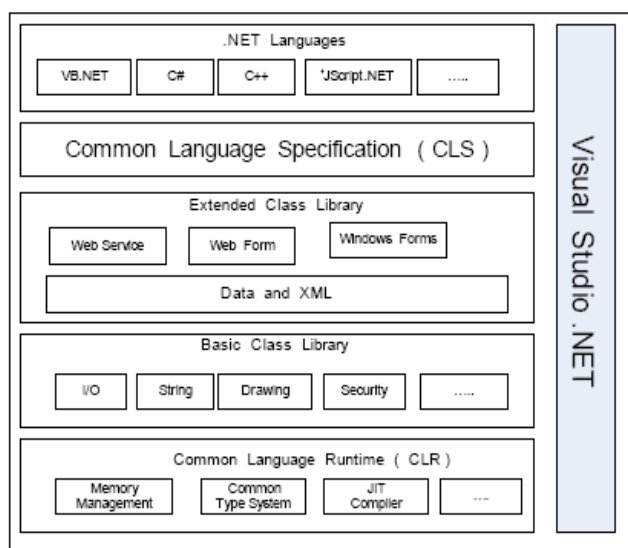 .NET Languages
VB.NET C# C++ *JScript.NET .....
Common Language Specification ( CLS )
Extended Class Library
Web Service Web Form Windows Forms
Data and XML
Basic Class Library
I/O String Drawing Security .....
Common Language Runtime ( CLR )
Memory Management
Common Type System
JIT Compiler
....
Visual Studio .NET